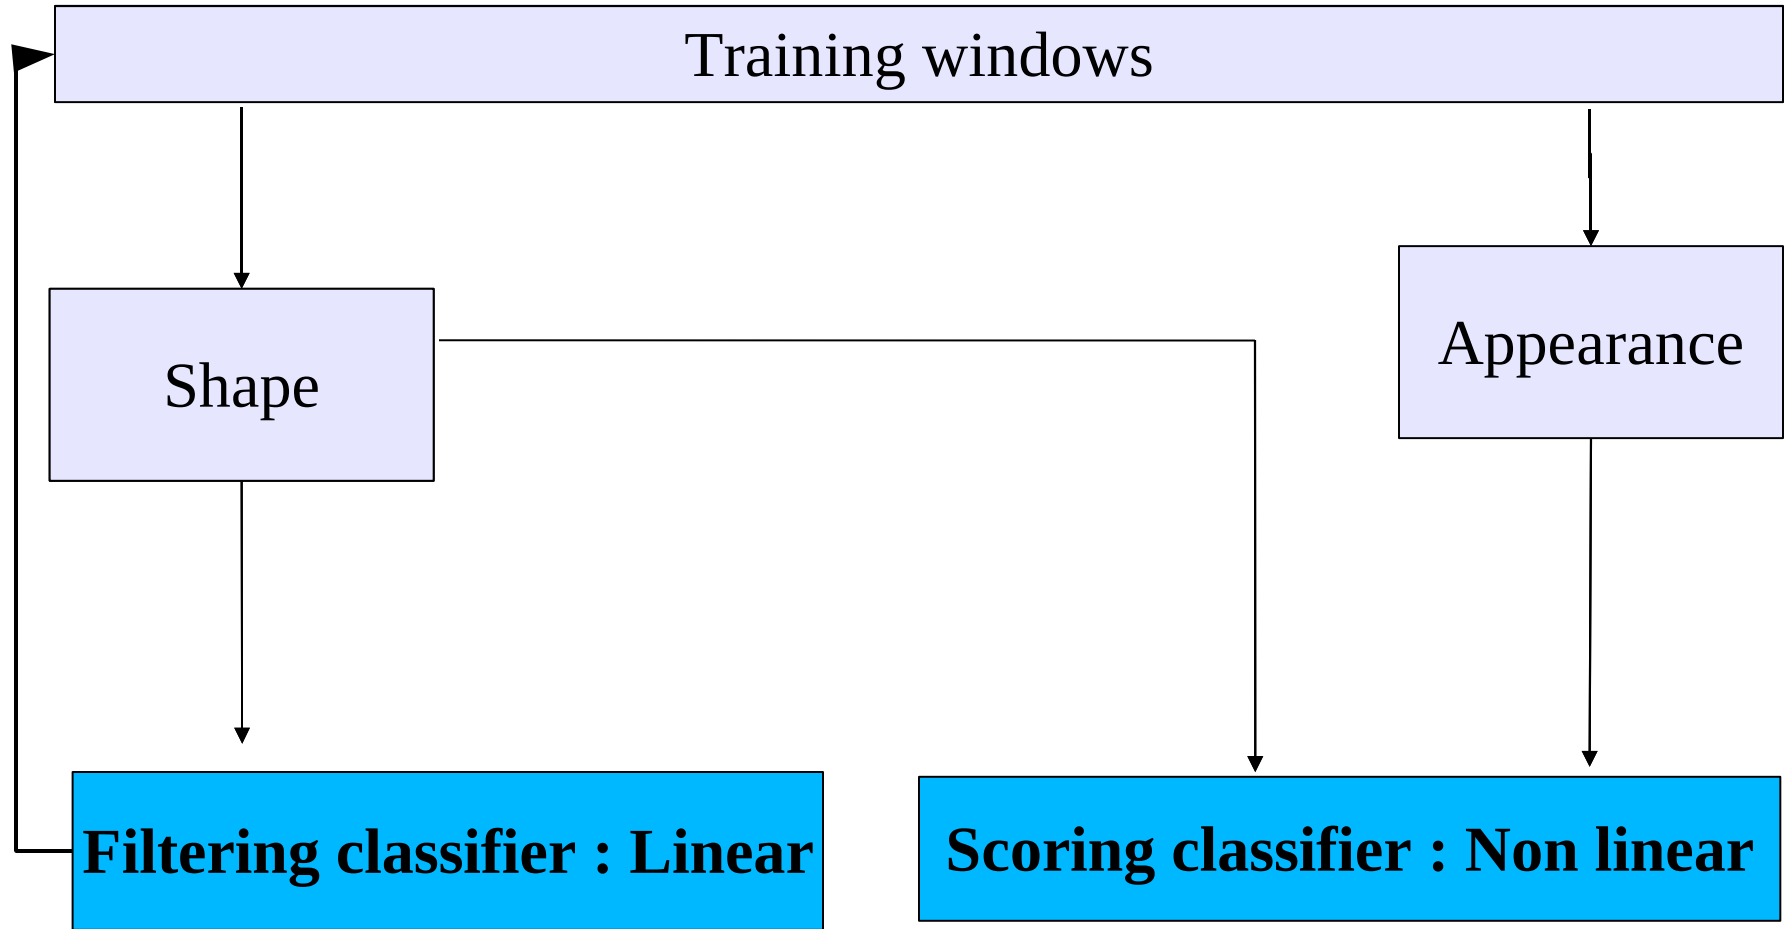 Training windows
Appearance
Shape
Filtering classifier : Linear
Scoring classifier : Non linear